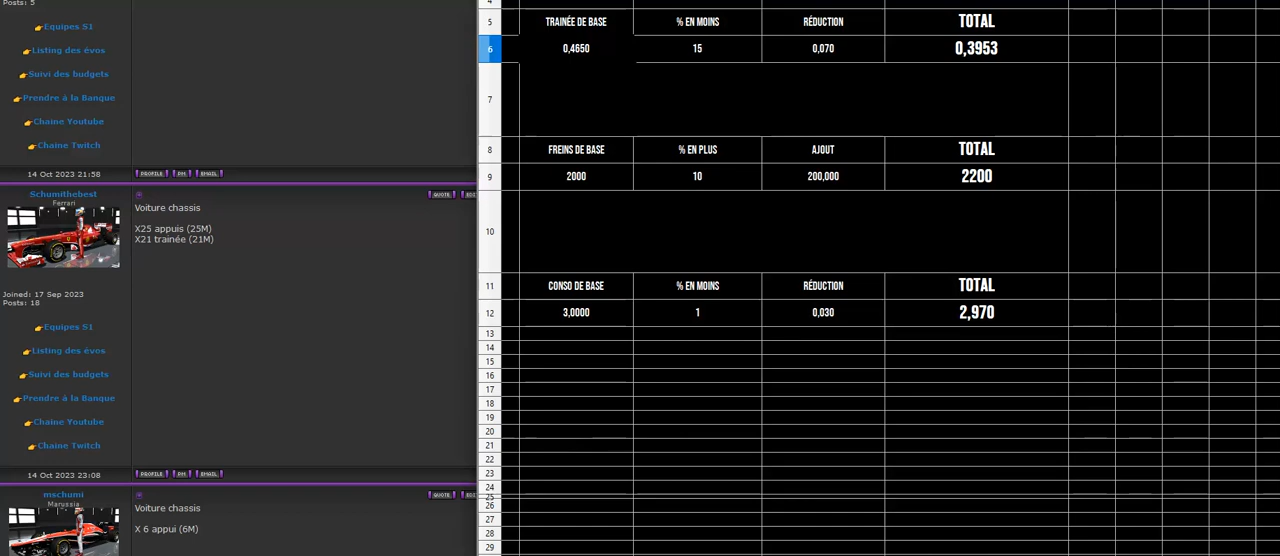 Posts: 5
👉Equipes S1
👉Listing des évos
👉Suivi des budgets
👉Prendre à la Banque
👉Chaine Youtube
👉Chaine Twitch
14 Oct 2023 21:58
PROFILE PM EMAIL
Schumithebest
Ferrari
QUOTE EDI
Voiture chassis
X25 appuis (25M)
X21 trainée (21M)
Joined: 17 Sep 2023
Posts: 18
👉Equipes S1
👉Listing des évos
👉Suivi des budgets
👉Prendre à la Banque
👉Chaine Youtube
👉Chaine Twitch
14 Oct 2023 23:08
PROFILE PM EMAIL
mschumi
Marussia
QUOTE EDI
Voiture chassis
X 6 appui (6M)
4
5 TRAINÉE DE BASE % EN MOINS RÉDUCTION TOTAL
6 0,4650 15 0,070 0,3953
7
8 FREINS DE BASE % EN PLUS AJOUT TOTAL
9 2000 10 200,000 2200
10
11 CONSO DE BASE % EN MOINS RÉDUCTION TOTAL
12 3,0000 1 0,030 2,970
13
14
15
16
17
18
19
20
21
22
23
24
25
26
27
28
29